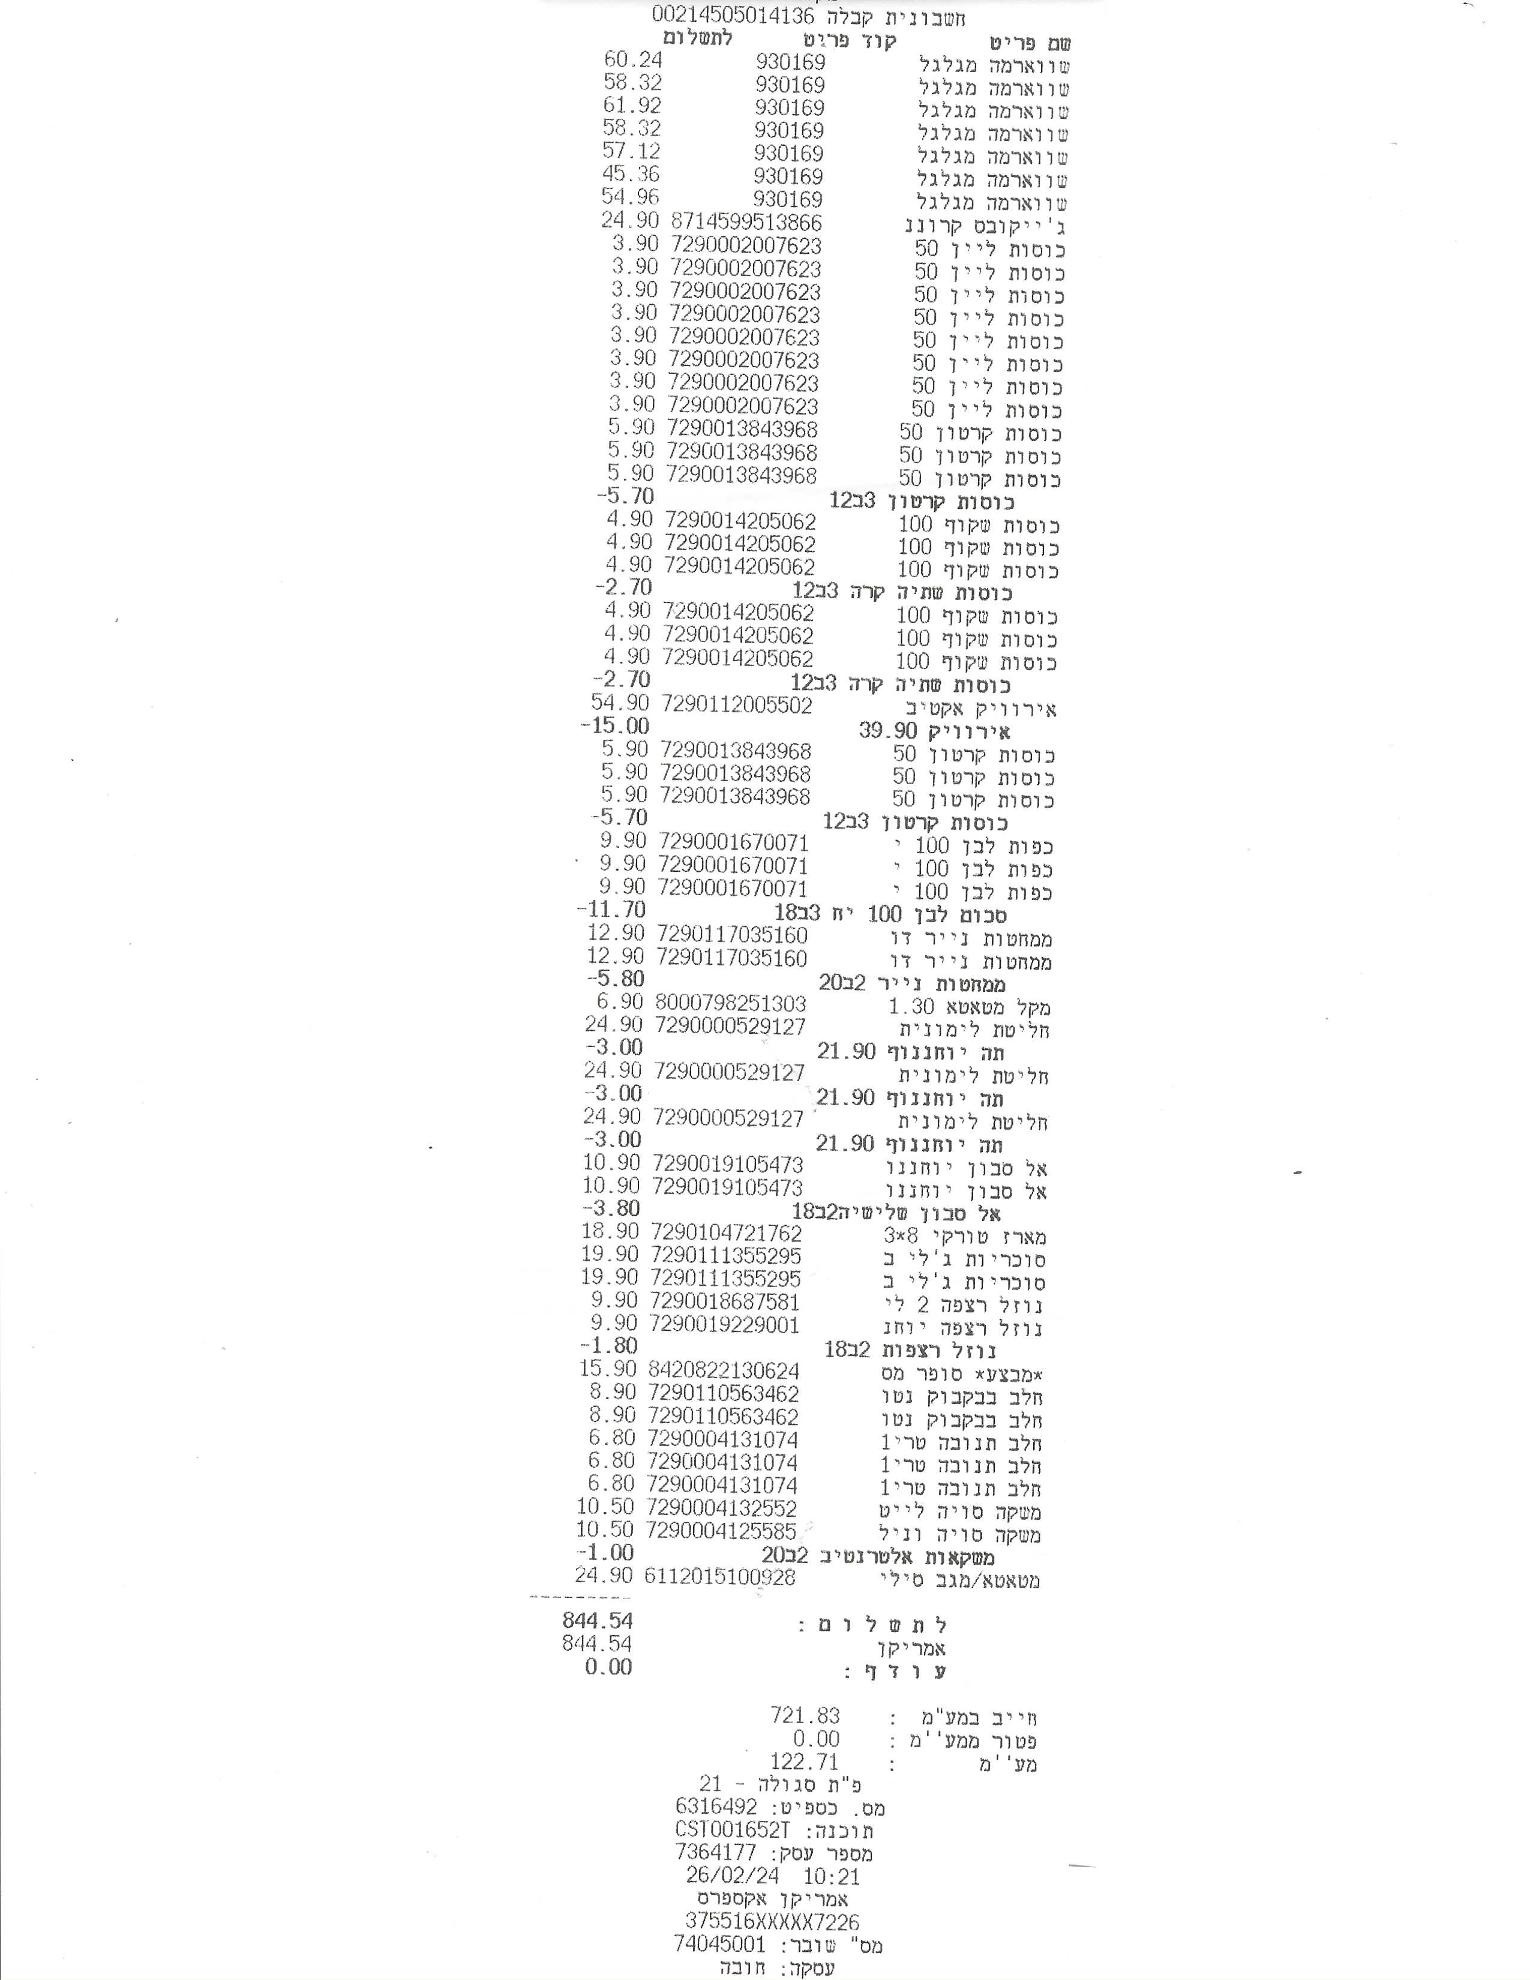 חשבונית קבלה 00214505014136
שם פריט קוד פריט לתשלום
שווארמה מגלגל 930169 60.24
שווארמה מגלגל 930169 58.32
שווארמה מגלגל 930169 61.92
שווארמה מגלגל 930169 58.32
שווארמה מגלגל 930169 57.12
שווארמה מגלגל 930169 45.36
שווארמה מגלגל 930169 54.96
ג'ייקובס קרוננ 8714599513866 24.90
כוסות ליין 50 7290002007623 3.90
כוסות ליין 50 7290002007623 3.90
כוסות ליין 50 7290002007623 3.90
כוסות ליין 50 7290002007623 3.90
כוסות ליין 50 7290002007623 3.90
כוסות ליין 50 7290002007623 3.90
כוסות ליין 50 7290002007623 3.90
כוסות ליין 50 7290002007623 3.90
כוסות קרטון 50 7290013843968 5.90
כוסות קרטון 50 7290013843968 5.90
כוסות קרטון 50 7290013843968 5.90
כוסות קרטון 3ב12 -5.70
כוסות שקוף 100 7290014205062 4.90
כוסות שקוף 100 7290014205062 4.90
כוסות שקוף 100 7290014205062 4.90
כוסות שתיה קרה 3ב12 -2.70
כוסות שקוף 100 7290014205062 4.90
כוסות שקוף 100 7290014205062 4.90
כוסות שקוף 100 7290014205062 4.90
כוסות שתיה קרה 3ב12 -2.70
אירוויק אקטיב 7290112005502 54.90
אירוויק 39.90 -15.00
כוסות קרטון 50 7290013843968 5.90
כוסות קרטון 50 7290013843968 5.90
כוסות קרטון 50 7290013843968 5.90
כוסות קרטון 3ב12 -5.70
כפות לבן 100 י 7290001670071 9.90
כפות לבן 100 י 7290001670071 9.90
כפות לבן 100 י 7290001670071 9.90
סכום לבן 100 יח 3ב18 -11.70
ממחטות נייר דו 7290117035160 12.90
ממחטות נייר דו 7290117035160 12.90
ממחטות נייר 2ב20 -5.80
מקל מטאטא 1.30 8000798251303 6.90
חליטת לימונית 7290000529127 24.90
תה יוחננוף 21.90 -3.00
חליטת לימונית 7290000529127 24.90
תה יוחננוף 21.90 -3.00
חליטת לימונית 7290000529127 24.90
תה יוחננוף 21.90 -3.00
אל סבון יוחננו 7290019105473 10.90
אל סבון יוחננו 7290019105473 10.90
אל סבון שלישיה2ב18 -3.80
מארז טורקי 8*3 7290104721762 18.90
סוכריות ג'לי ב 7290111355295 19.90
סוכריות ג'לי ב 7290111355295 19.90
נוזל רצפה 2 לי 7290018687581 9.90
נוזל רצפה יוחנ 7290019229001 9.90
נוזל רצפות 2ב18 -1.80
*מבצע* סופר מס 8420822130624 15.90
חלב בבקבוק נטו 7290110563462 8.90
חלב בבקבוק נטו 7290110563462 8.90
חלב תנובה טרי1 7290004131074 6.80
חלב תנובה טרי1 7290004131074 6.80
חלב תנובה טרי1 7290004131074 6.80
משקה סויה לייט 7290004132552 10.50
משקה סויה וניל 7290004125585 10.50
משקאות אלטרנטיב 2ב20 -1.00
מטאטא/מגב סילי 6112015100928 24.90
---------
לתשלום: 844.54
אמריקן 844.54
עודף: 0.00
חייב במע"מ : 721.83
פטור ממע''מ : 0.00
מע''מ : 122.71
פ"ת סגולה - 21
מס. כספיט: 6316492
תוכנה: CST001652T
מספר עסק: 7364177
26/02/24 10:21
אמריקן אקספרס
375516XXXXX7226
מס" שובר: 74045001
עסקה: חובה